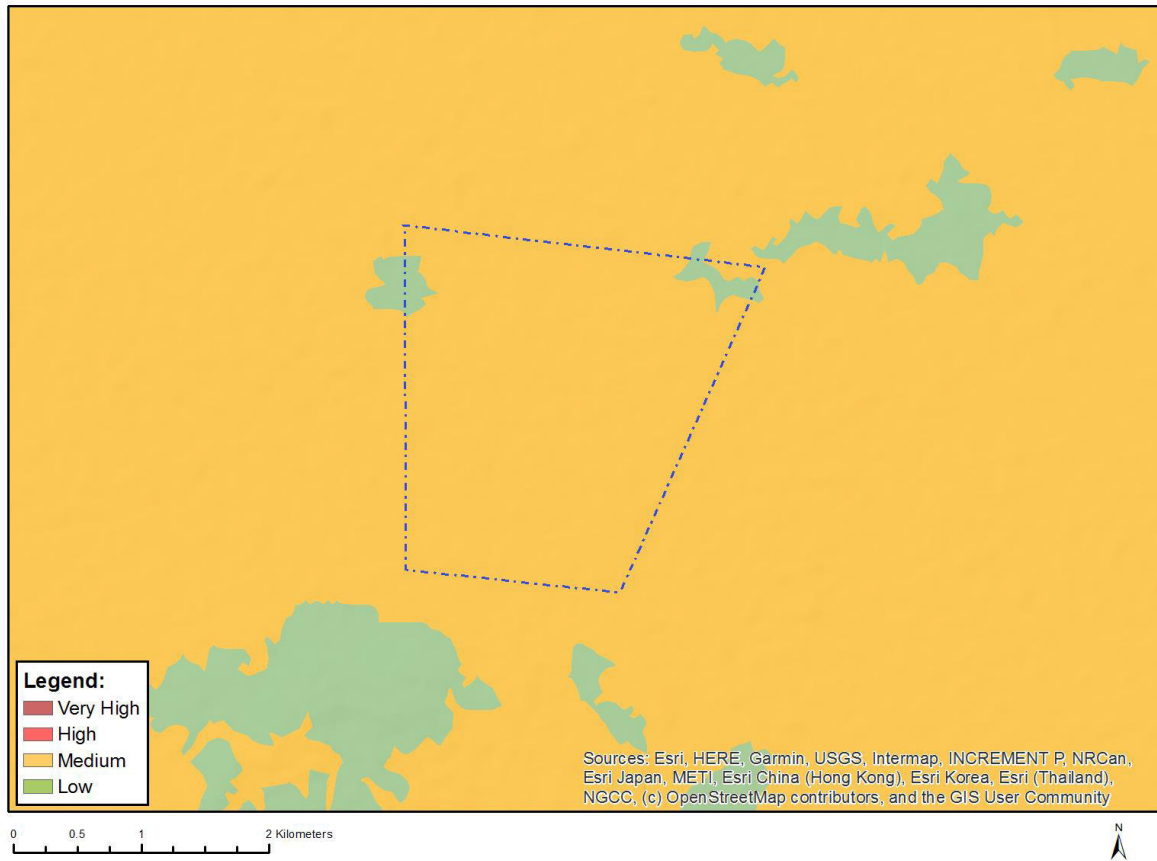 Legend:
Very High
High
Medium
Low
Sources: Esri, HERE, Garmin, USGS, Intermap, INCREMENT P, NRCan,
Esri Japan, METI, Esri China (Hong Kong), Esri Korea, Esri (Thailand),
NGCC, (c) OpenStreetMap contributors, and the GIS User Community
0 0.5 1 2 Kilometers
N